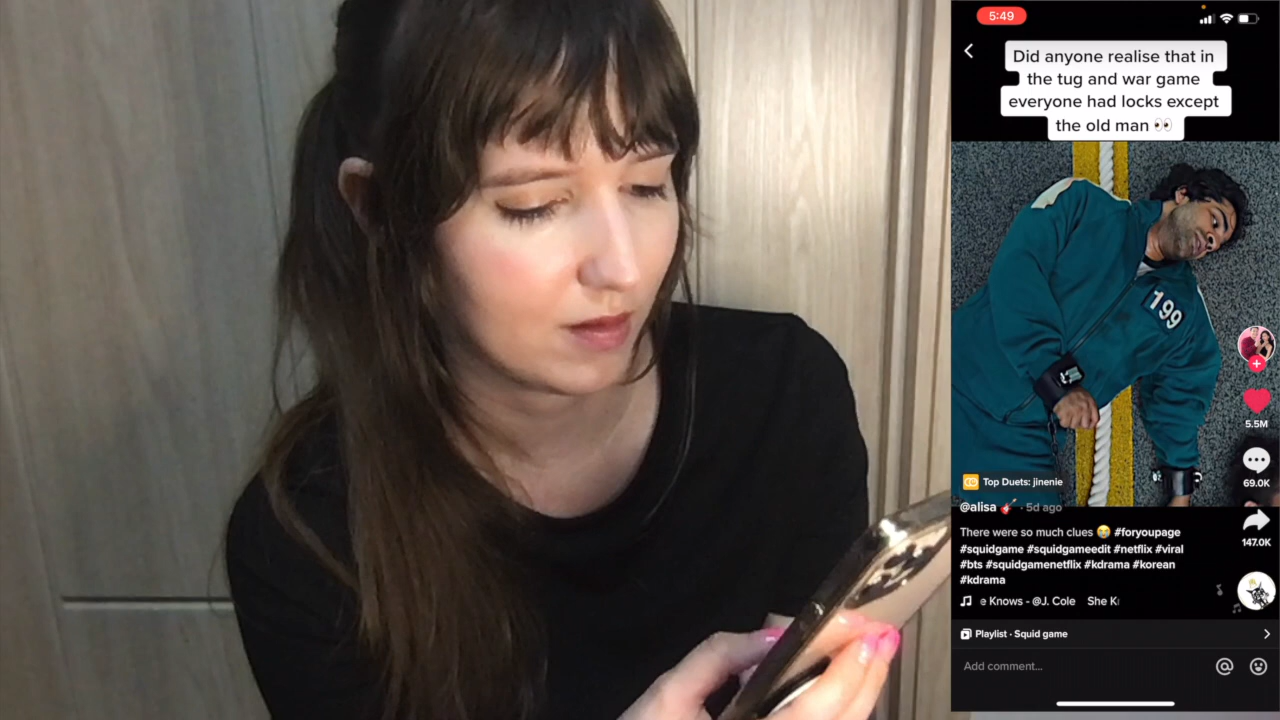 5:49
Did anyone realise that in
the tug and war game
everyone had locks except
the old man 👀
199
5.5M
69.0K
147.0K
Top Duets: jinenie
@alisa 🎸 · 5d ago
There were so much clues 😭 #foryoupage
#squidgame #squidgameedit #netflix #viral
#bts #squidgamenetflix #kdrama #korean
#kdrama
e Knows - @J. Cole She K
Playlist · Squid game
Add comment...